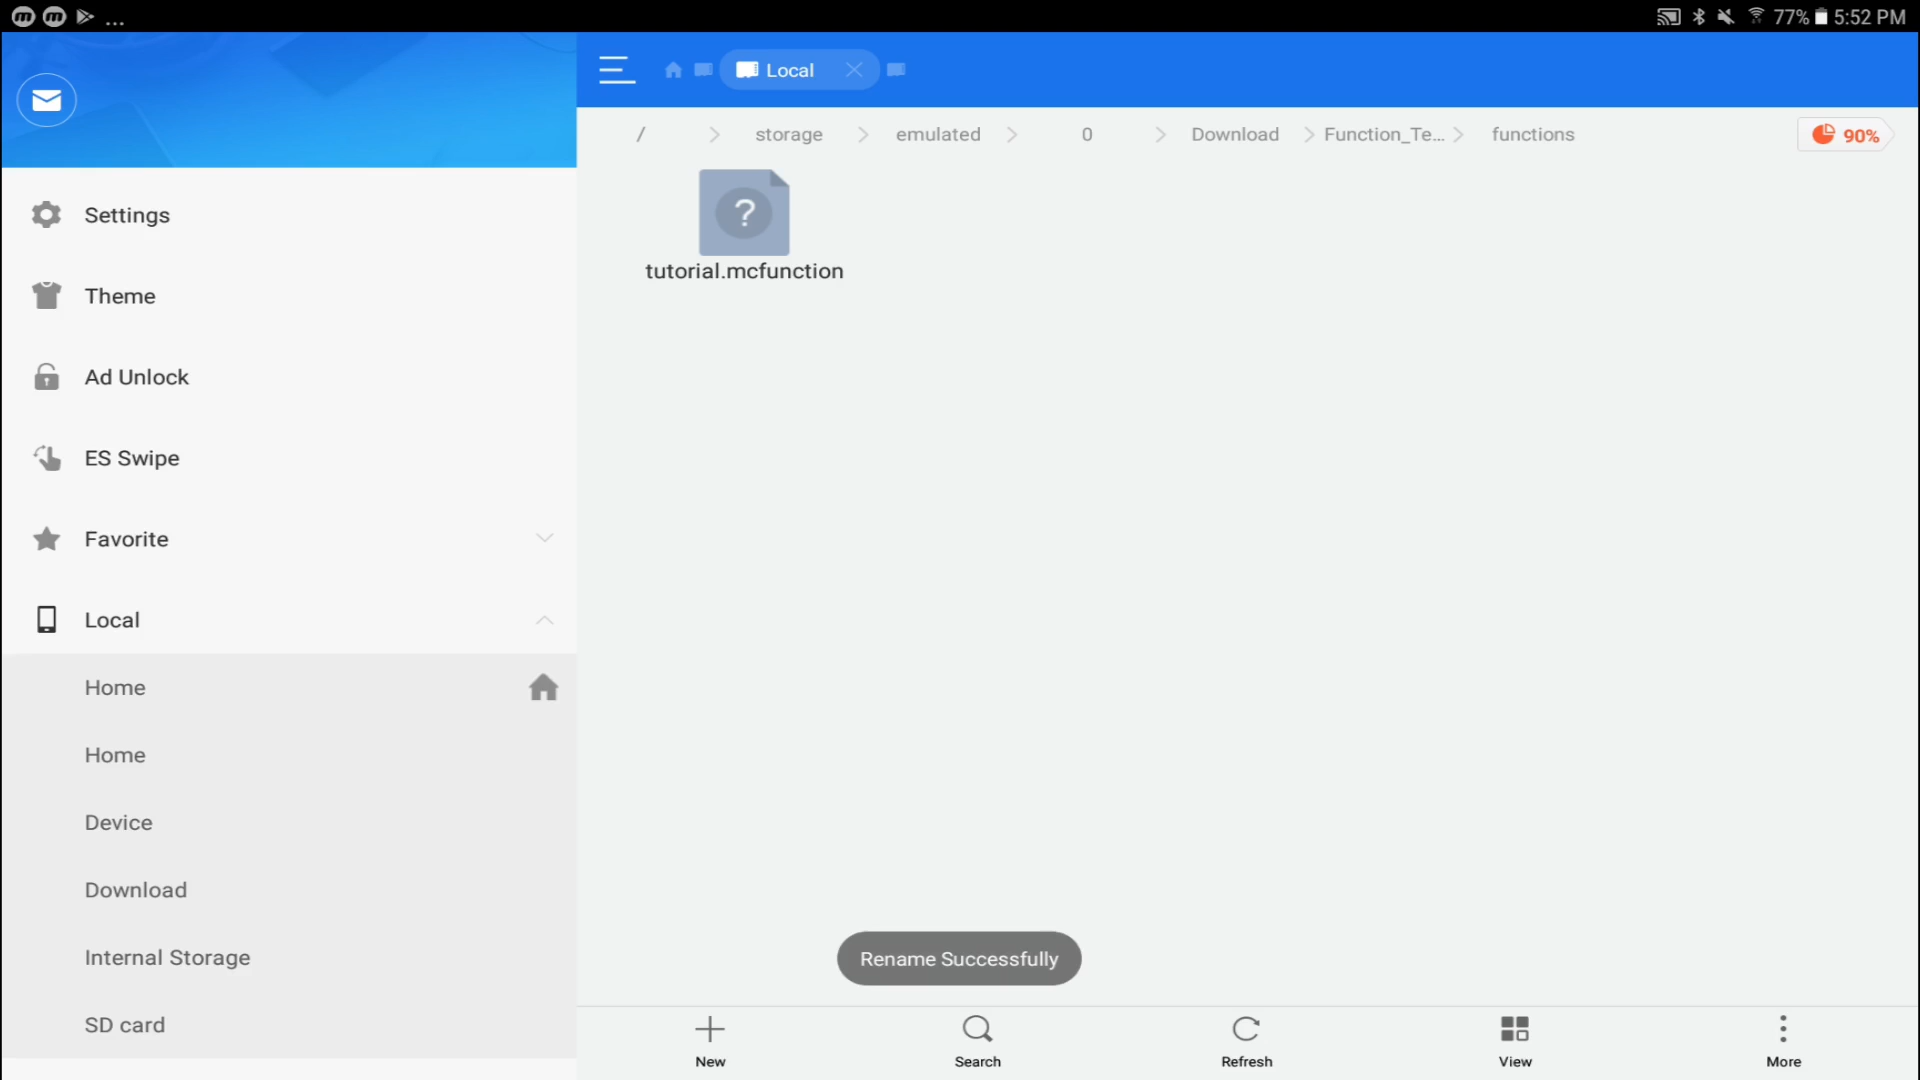 ... 77% 5:52 PM
Local
/ storage emulated 0 Download Function_Te... functions 90%
?
tutorial.mcfunction
Settings
Theme
Ad Unlock
ES Swipe
Favorite
Local
Home
Home
Device
Download
Internal Storage
SD card
Rename Successfully
New Search Refresh View More